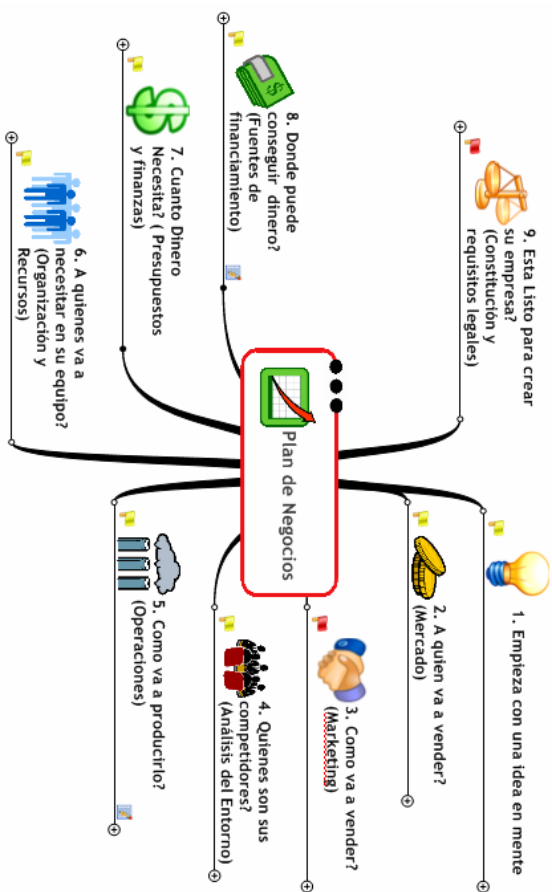 Plan de Negocios
1. Empieza con una idea en mente
2. A quien va a vender?
(Mercado)
3. Como va a vender?
(Marketing)
4. Quienes son sus
competidores?
(Análisis del Entorno)
5. Como va a producirlo?
(Operaciones)
6. A quienes va a
necesitar en su equipo?
(Organización y
Recursos)
7. Cuanto Dinero
Necesita? ( Presupuestos
y finanzas)
8. Donde puede
conseguir dinero?
(Fuentes de
financiamiento)
9. Esta Listo para crear
su empresa?
(Constitución y
requisitos legales)